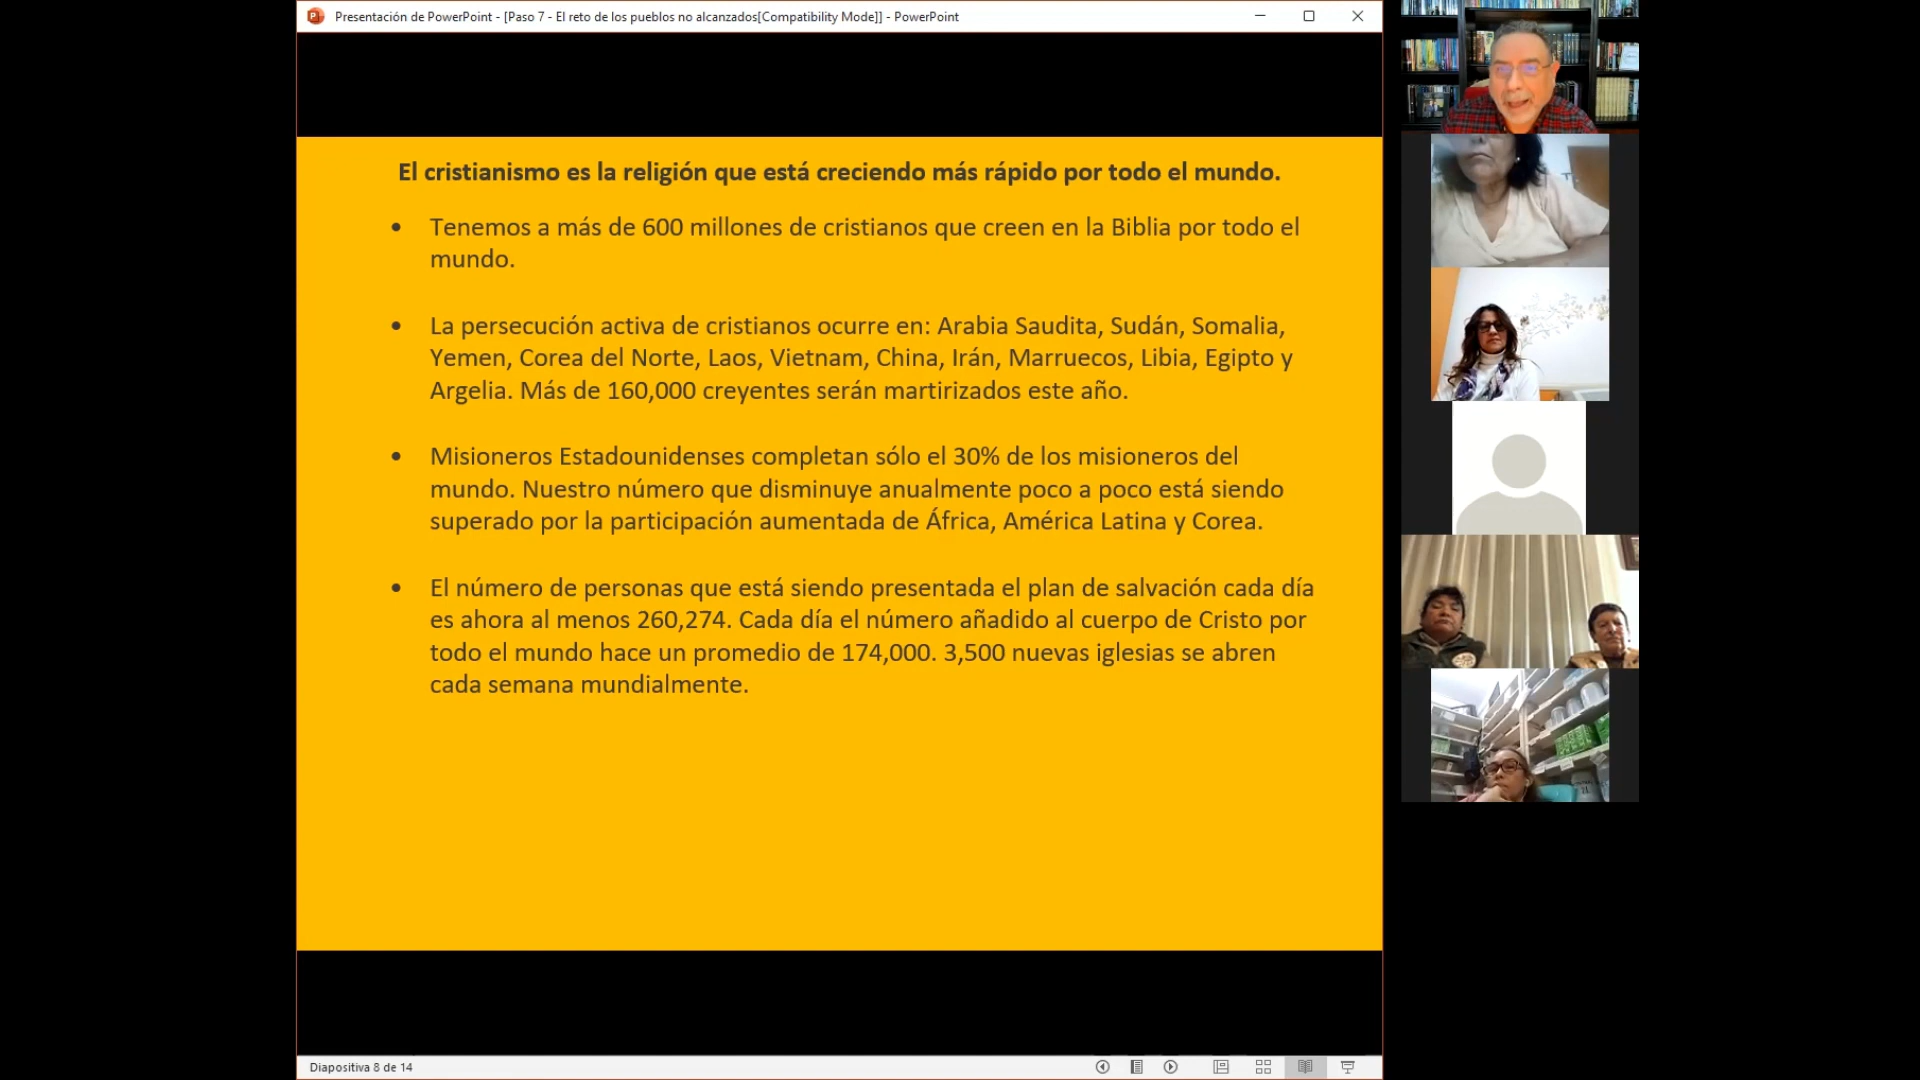 Presentación de PowerPoint - [Paso 7 - El reto de los pueblos no alcanzados[Compatibility Mode]] - PowerPoint
El cristianismo es la religión que está creciendo más rápido por todo el mundo.
• Tenemos a más de 600 millones de cristianos que creen en la Biblia por todo el
mundo.
• La persecución activa de cristianos ocurre en: Arabia Saudita, Sudán, Somalia,
Yemen, Corea del Norte, Laos, Vietnam, China, Irán, Marruecos, Libia, Egipto y
Argelia. Más de 160,000 creyentes serán martirizados este año.
• Misioneros Estadounidenses completan sólo el 30% de los misioneros del
mundo. Nuestro número que disminuye anualmente poco a poco está siendo
superado por la participación aumentada de África, América Latina y Corea.
• El número de personas que está siendo presentada el plan de salvación cada día
es ahora al menos 260,274. Cada día el número añadido al cuerpo de Cristo por
todo el mundo hace un promedio de 174,000. 3,500 nuevas iglesias se abren
cada semana mundialmente.
Diapositiva 8 de 14